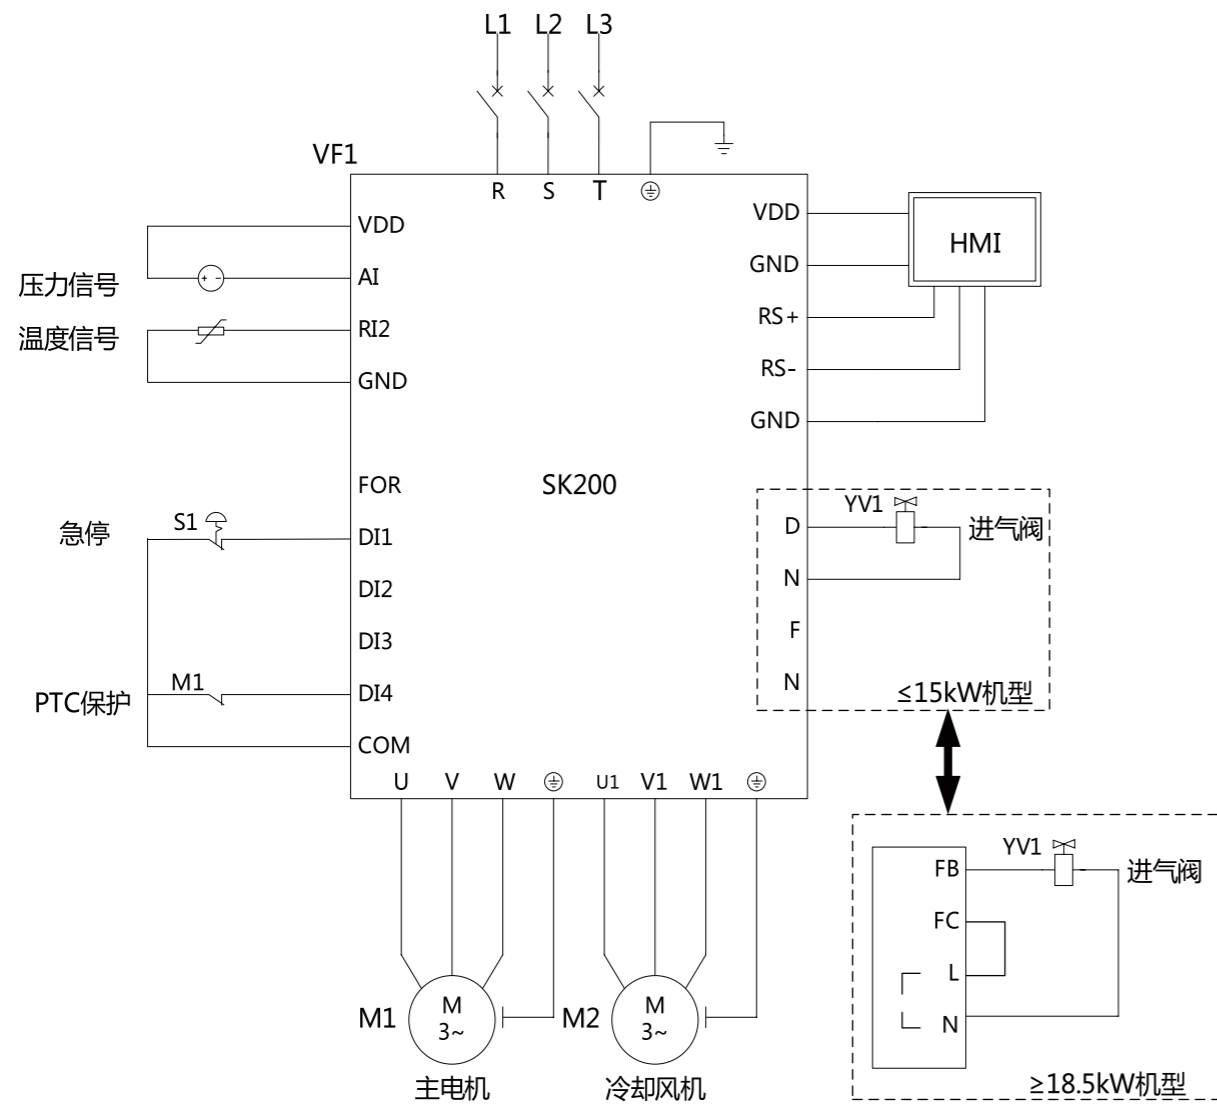 L1 L2 L3
VF1
R S T
VDD
AI
RI2
GND
压力信号
温度信号
FOR
DI1
DI2
DI3
DI4
COM
急停
S1
M1
PTC保护
SK200
VDD
GND
RS+
RS-
GND
HMI
D
N
F
N
YV1
进气阀
≤15kW机型
U V W U1 V1 W1
M1
M
3~
主电机
M2
M
3~
冷却风机
FB
FC
L
N
YV1
进气阀
≥18.5kW机型